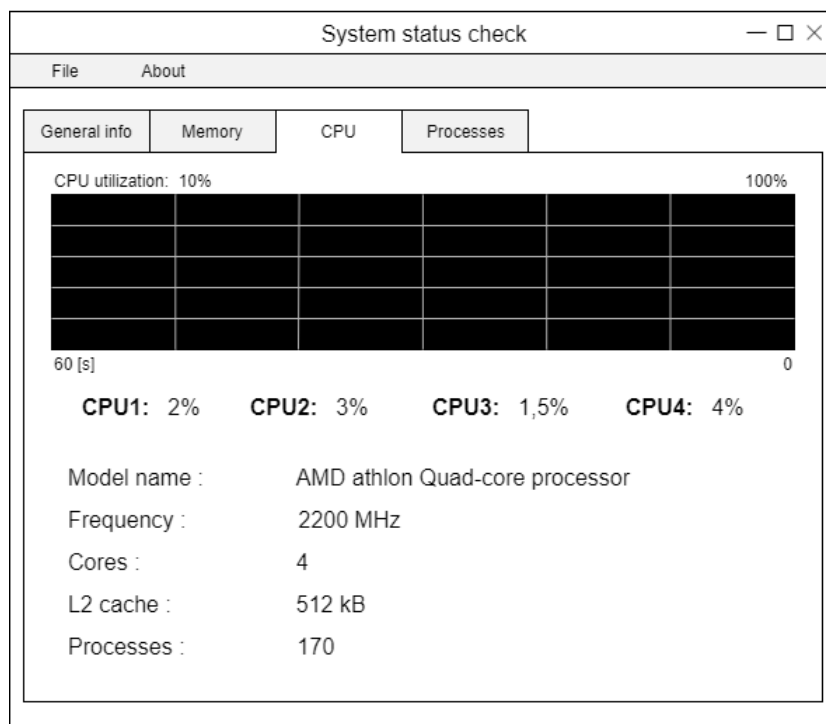 System status check
File About
General info Memory CPU Processes
CPU utilization: 10% 100%
60 [s] 0
CPU1: 2% CPU2: 3% CPU3: 1,5% CPU4: 4%
Model name : AMD athlon Quad-core processor
Frequency : 2200 MHz
Cores : 4
L2 cache : 512 kB
Processes : 170